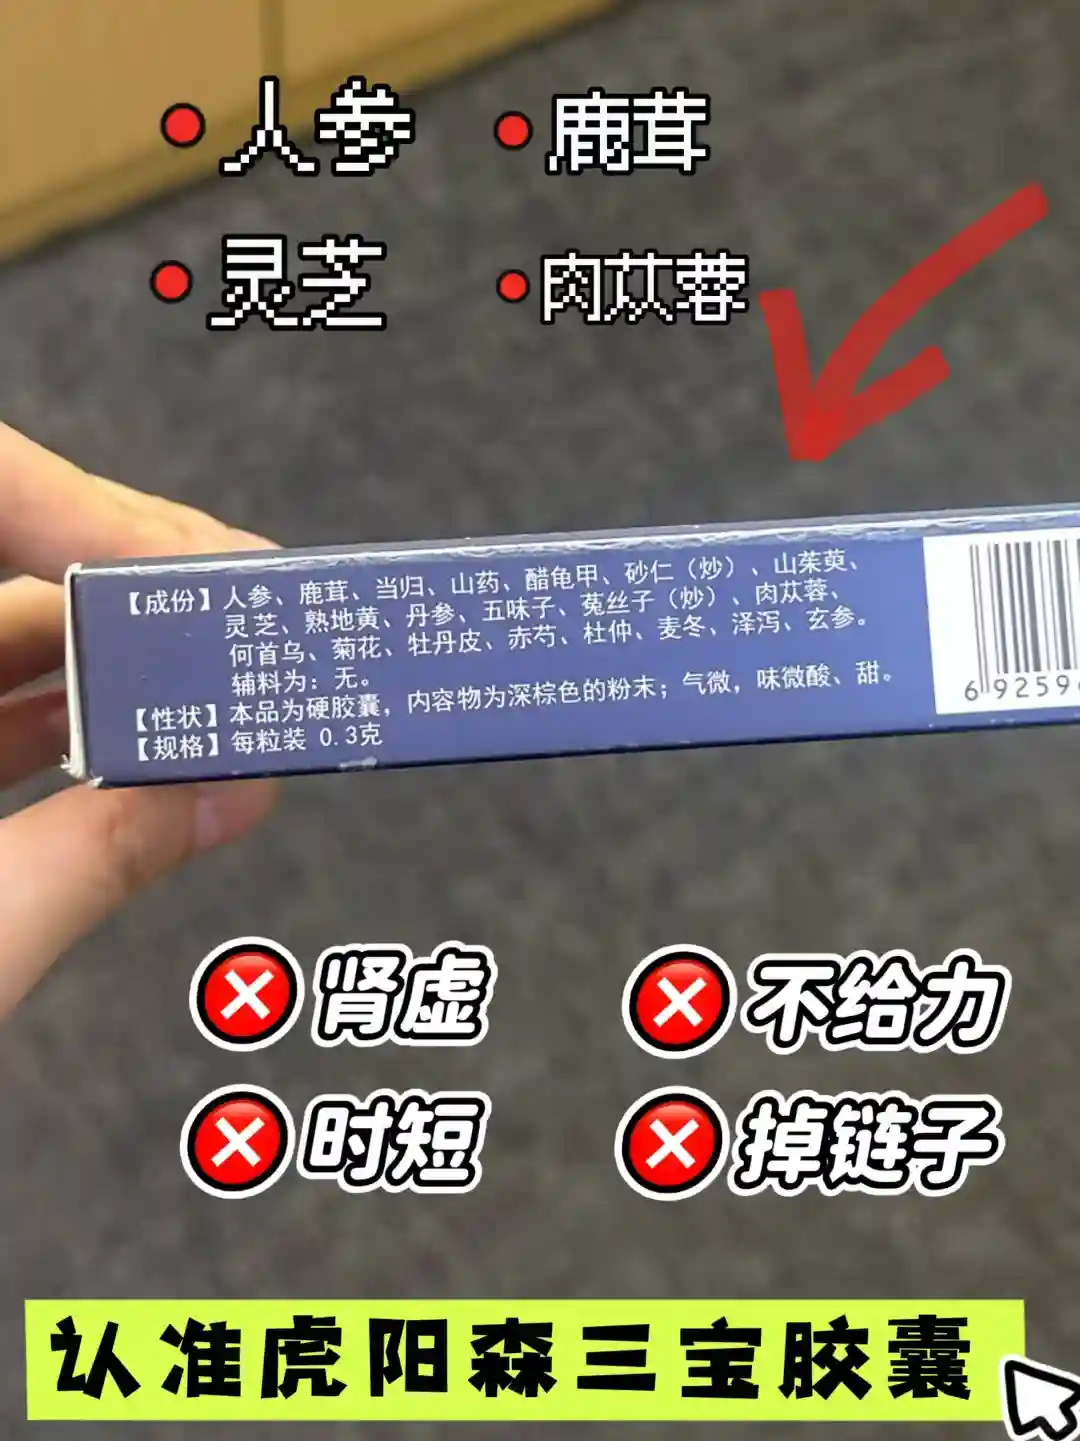 人参 鹿茸
灵芝 肉苁蓉
【成份】人参、鹿茸、当归、山药、醋龟甲、砂仁（炒）、山茱萸、
灵芝、熟地黄、丹参、五味子、菟丝子（炒）、肉苁蓉、
何首乌、菊花、牡丹皮、赤芍、杜仲、麦冬、泽泻、玄参。
辅料为：无。
【性状】本品为硬胶囊，内容物为深棕色的粉末；气微，味微酸、甜。
【规格】每粒装 0.3克
6 92596
肾虚 不给力
时短 掉链子
认准虎阳森三宝胶囊